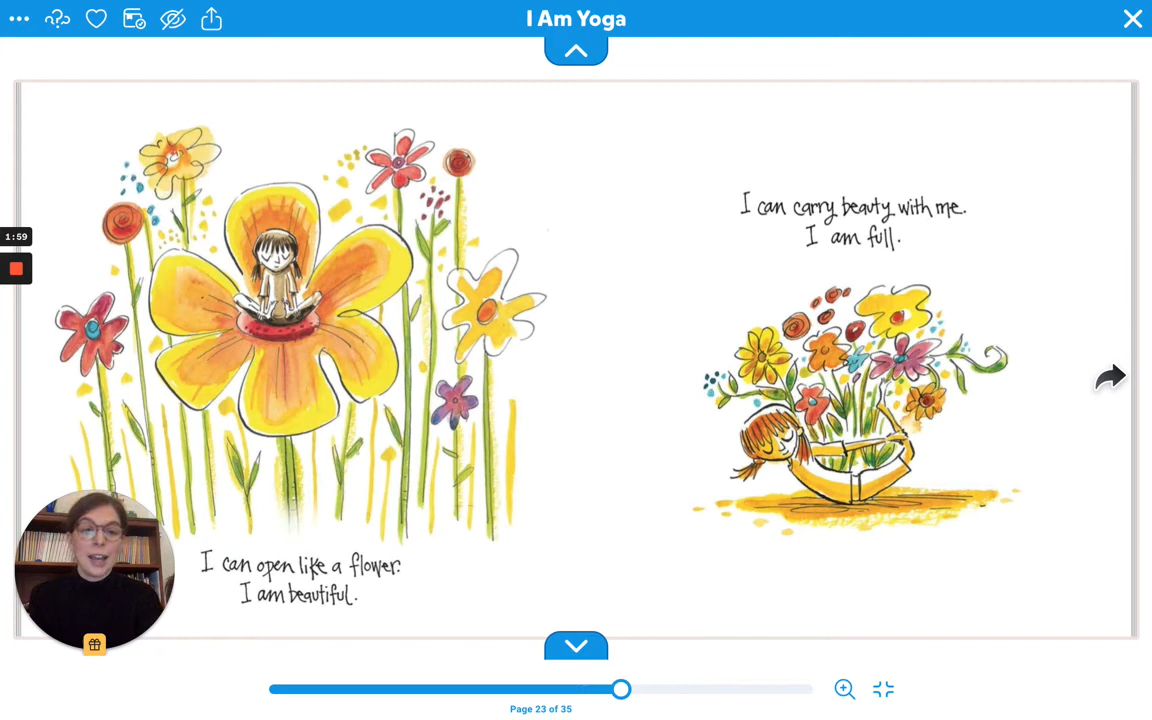 I Am Yoga
1:59
I can carry beauty with me.
I am full.
I can open like a flower.
I am beautiful.
Page 23 of 35